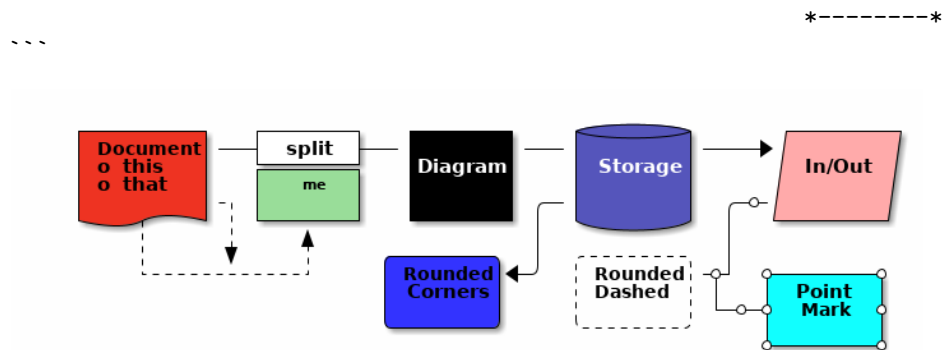 *--------*
```
Document
o this
o that
split
me
Diagram
Storage
In/Out
Rounded
Corners
Rounded
Dashed
Point
Mark